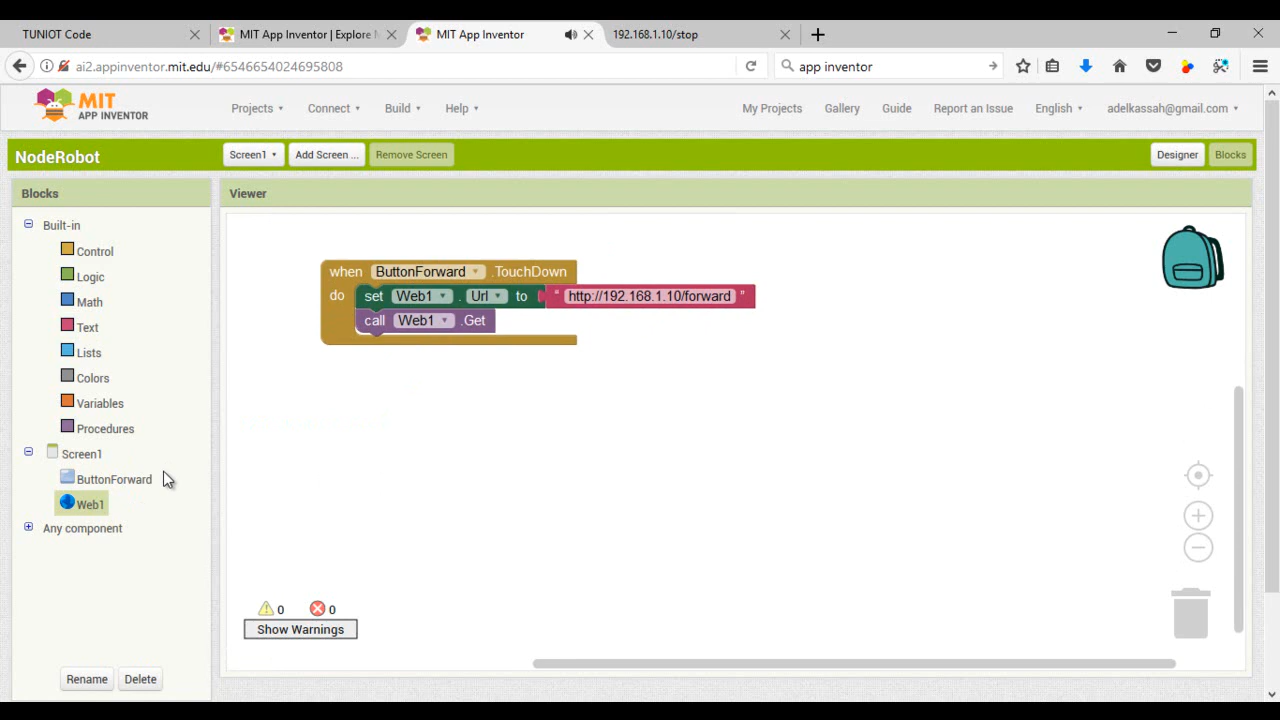 TUNIOT Code
MIT App Inventor | Explore
MIT App Inventor
192.168.1.10/stop
ai2.appinventor.mit.edu/#6546654024695808
app inventor
MIT
APP INVENTOR
Projects
Connect
Build
Help
My Projects
Gallery
Guide
Report an Issue
English
adelkassah@gmail.com
NodeRobot
Screen1
Add Screen ...
Remove Screen
Designer
Blocks
Blocks
Viewer
Built-in
Control
Logic
Math
Text
Lists
Colors
Variables
Procedures
Screen1
ButtonForward
Web1
Any component
Rename
Delete
when ButtonForward .TouchDown
do set Web1 . Url to " http://192.168.1.10/forward "
call Web1 .Get
0 0
Show Warnings